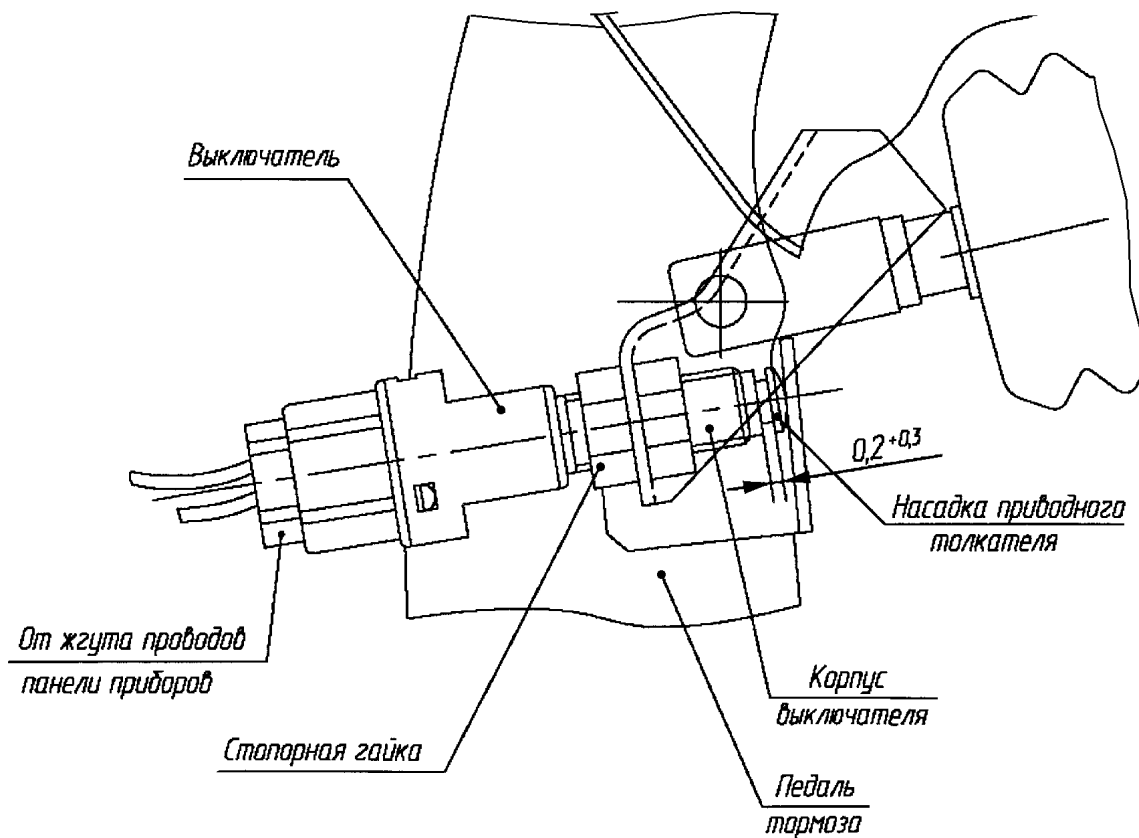 Выключатель
0,2+0,3
Насадка приводного
толкателя
От жгута проводов
панели приборов
Корпус
выключателя
Стопорная гайка
Педаль
тормоза